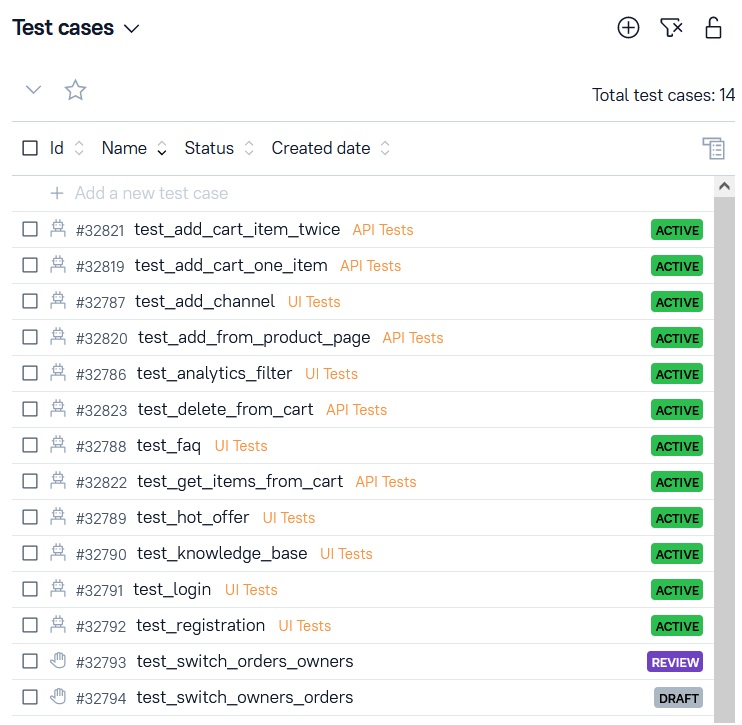 Test cases
Total test cases: 14
Id Name Status Created date
+ Add a new test case
#32821 test_add_cart_item_twice API Tests ACTIVE
#32819 test_add_cart_one_item API Tests ACTIVE
#32787 test_add_channel UI Tests ACTIVE
#32820 test_add_from_product_page API Tests ACTIVE
#32786 test_analytics_filter UI Tests ACTIVE
#32823 test_delete_from_cart API Tests ACTIVE
#32788 test_faq UI Tests ACTIVE
#32822 test_get_items_from_cart API Tests ACTIVE
#32789 test_hot_offer UI Tests ACTIVE
#32790 test_knowledge_base UI Tests ACTIVE
#32791 test_login UI Tests ACTIVE
#32792 test_registration UI Tests ACTIVE
#32793 test_switch_orders_owners REVIEW
#32794 test_switch_owners_orders DRAFT